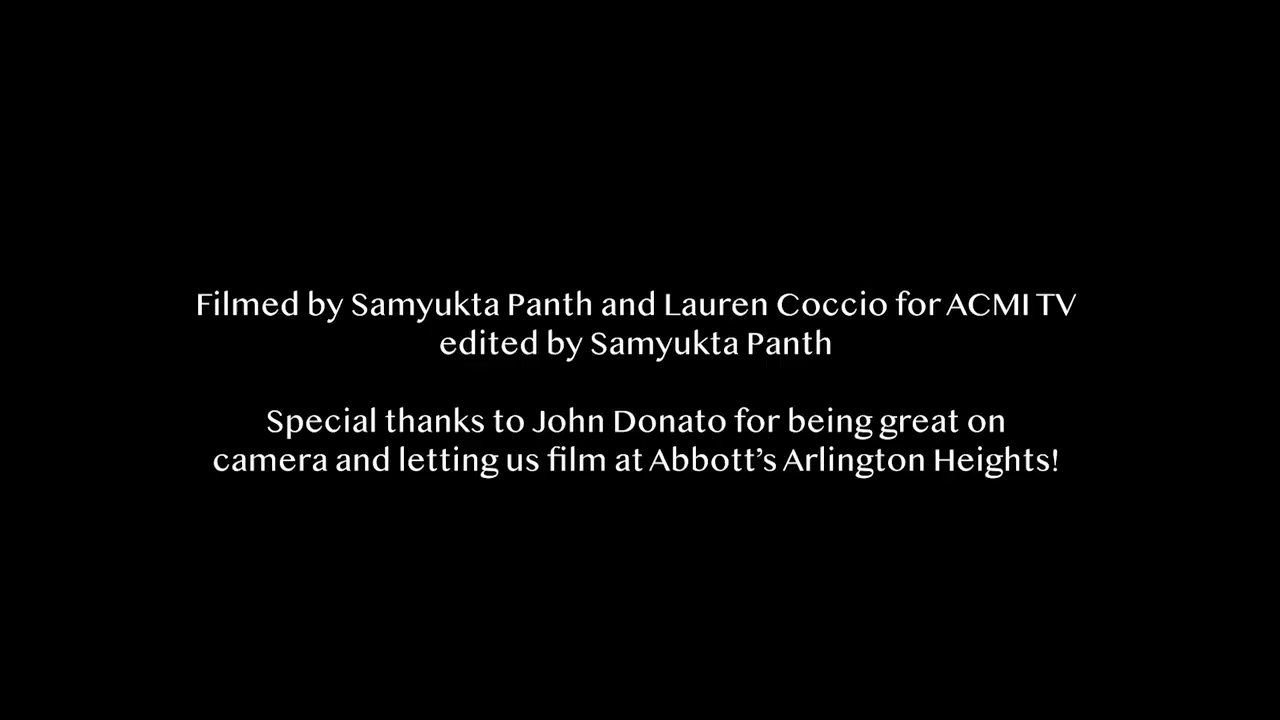 Filmed by Samyukta Panth and Lauren Coccio for ACMI TV
edited by Samyukta Panth
Special thanks to John Donato for being great on
camera and letting us film at Abbott’s Arlington Heights!